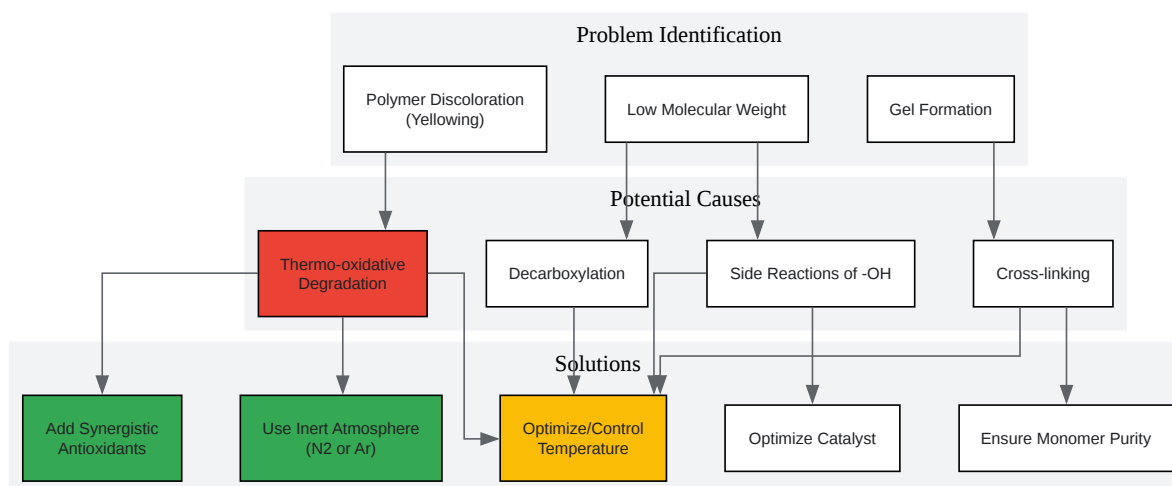 Problem Identification
Polymer Discoloration
(Yellowing)
Low Molecular Weight
Gel Formation
Potential Causes
Thermo-oxidative
Degradation
Decarboxylation
Side Reactions of -OH
Cross-linking
Solutions
Add Synergistic
Antioxidants
Use Inert Atmosphere
(N2 or Ar)
Optimize/Control
Temperature
Optimize Catalyst
Ensure Monomer Purity